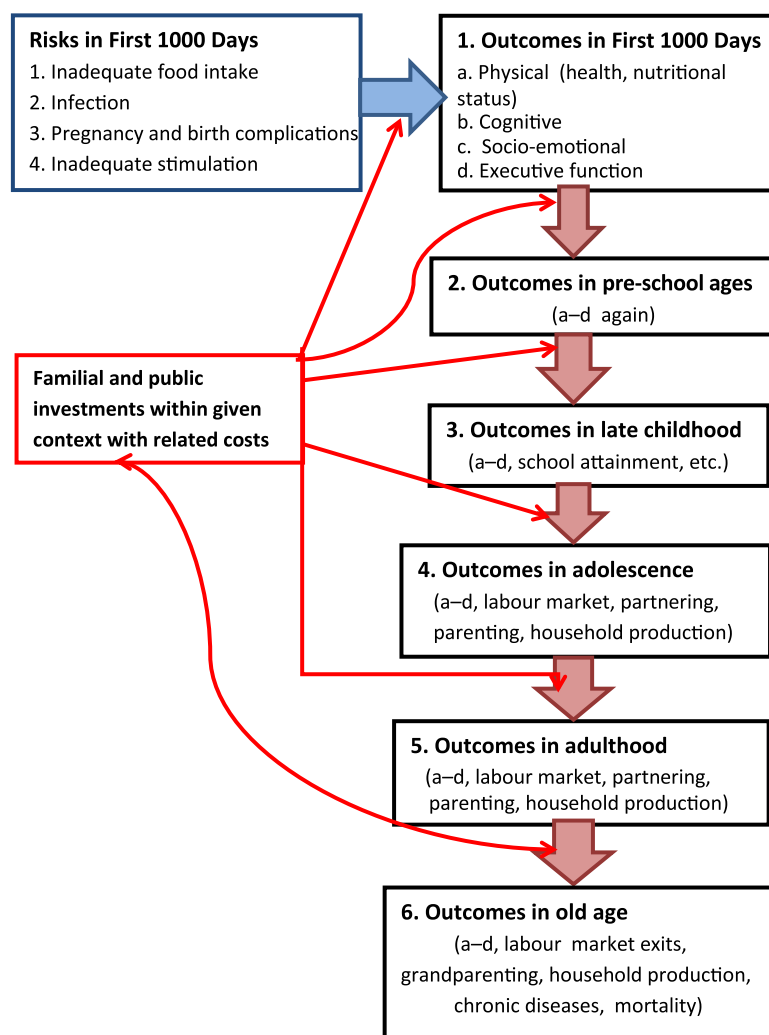 Risks in First 1000 Days
1. Inadequate food intake
2. Infection
3. Pregnancy and birth complications
4. Inadequate stimulation
1. Outcomes in First 1000 Days
a. Physical (health, nutritional
status)
b. Cognitive
c. Socio-emotional
d. Executive function
2. Outcomes in pre-school ages
(a–d again)
Familial and public
investments within given
context with related costs
3. Outcomes in late childhood
(a–d, school attainment, etc.)
4. Outcomes in adolescence
(a–d, labour market, partnering,
parenting, household production)
5. Outcomes in adulthood
(a–d, labour market, partnering,
parenting, household production)
6. Outcomes in old age
(a–d, labour market exits,
grandparenting, household production,
chronic diseases, mortality)